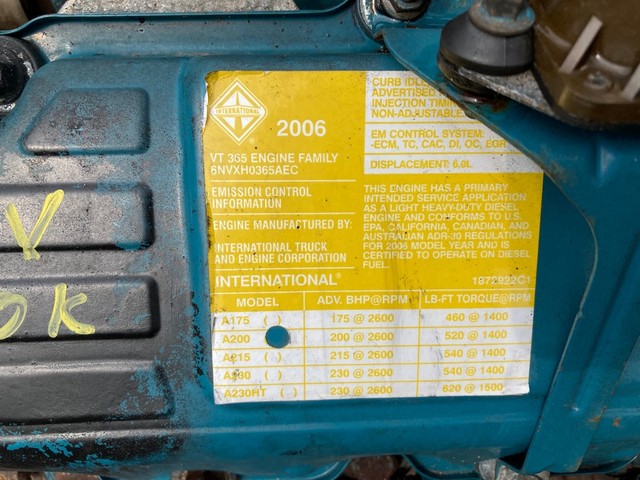 INTERNATIONAL
2006
VT 365 ENGINE FAMILY
6NVXH0365AEC
EMISSION CONTROL
INFORMATION
ENGINE MANUFACTURED BY:
INTERNATIONAL TRUCK
AND ENGINE CORPORATION
INTERNATIONAL®
CURB IDL
ADVERTISED
INJECTION TIMIN
NON-ADJUSTABLE
EM CONTROL SYSTEM:
-ECM, TC, CAC, DI, OC, EGR
DISPLACEMENT: 6.0L
THIS ENGINE HAS A PRIMARY
INTENDED SERVICE APPLICATION
AS A LIGHT HEAVY-DUTY DIESEL
ENGINE AND CONFORMS TO U.S.
EPA, CALIFORNIA, CANADIAN, AND
AUSTRALIAN ADR-30 REGULATIONS
FOR 2006 MODEL YEAR AND IS
CERTIFIED TO OPERATE ON DIESEL
FUEL.
1872922C1
MODEL ADV. BHP@RPM LB-FT TORQUE@RPM
A175 ( ) 175 @ 2600 460 @ 1400
A200 200 @ 2600 520 @ 1400
A215 ( ) 215 @ 2600 540 @ 1400
A230 ( ) 230 @ 2600 540 @ 1400
A230HT ( ) 230 @ 2600 620 @ 1500
V
OK